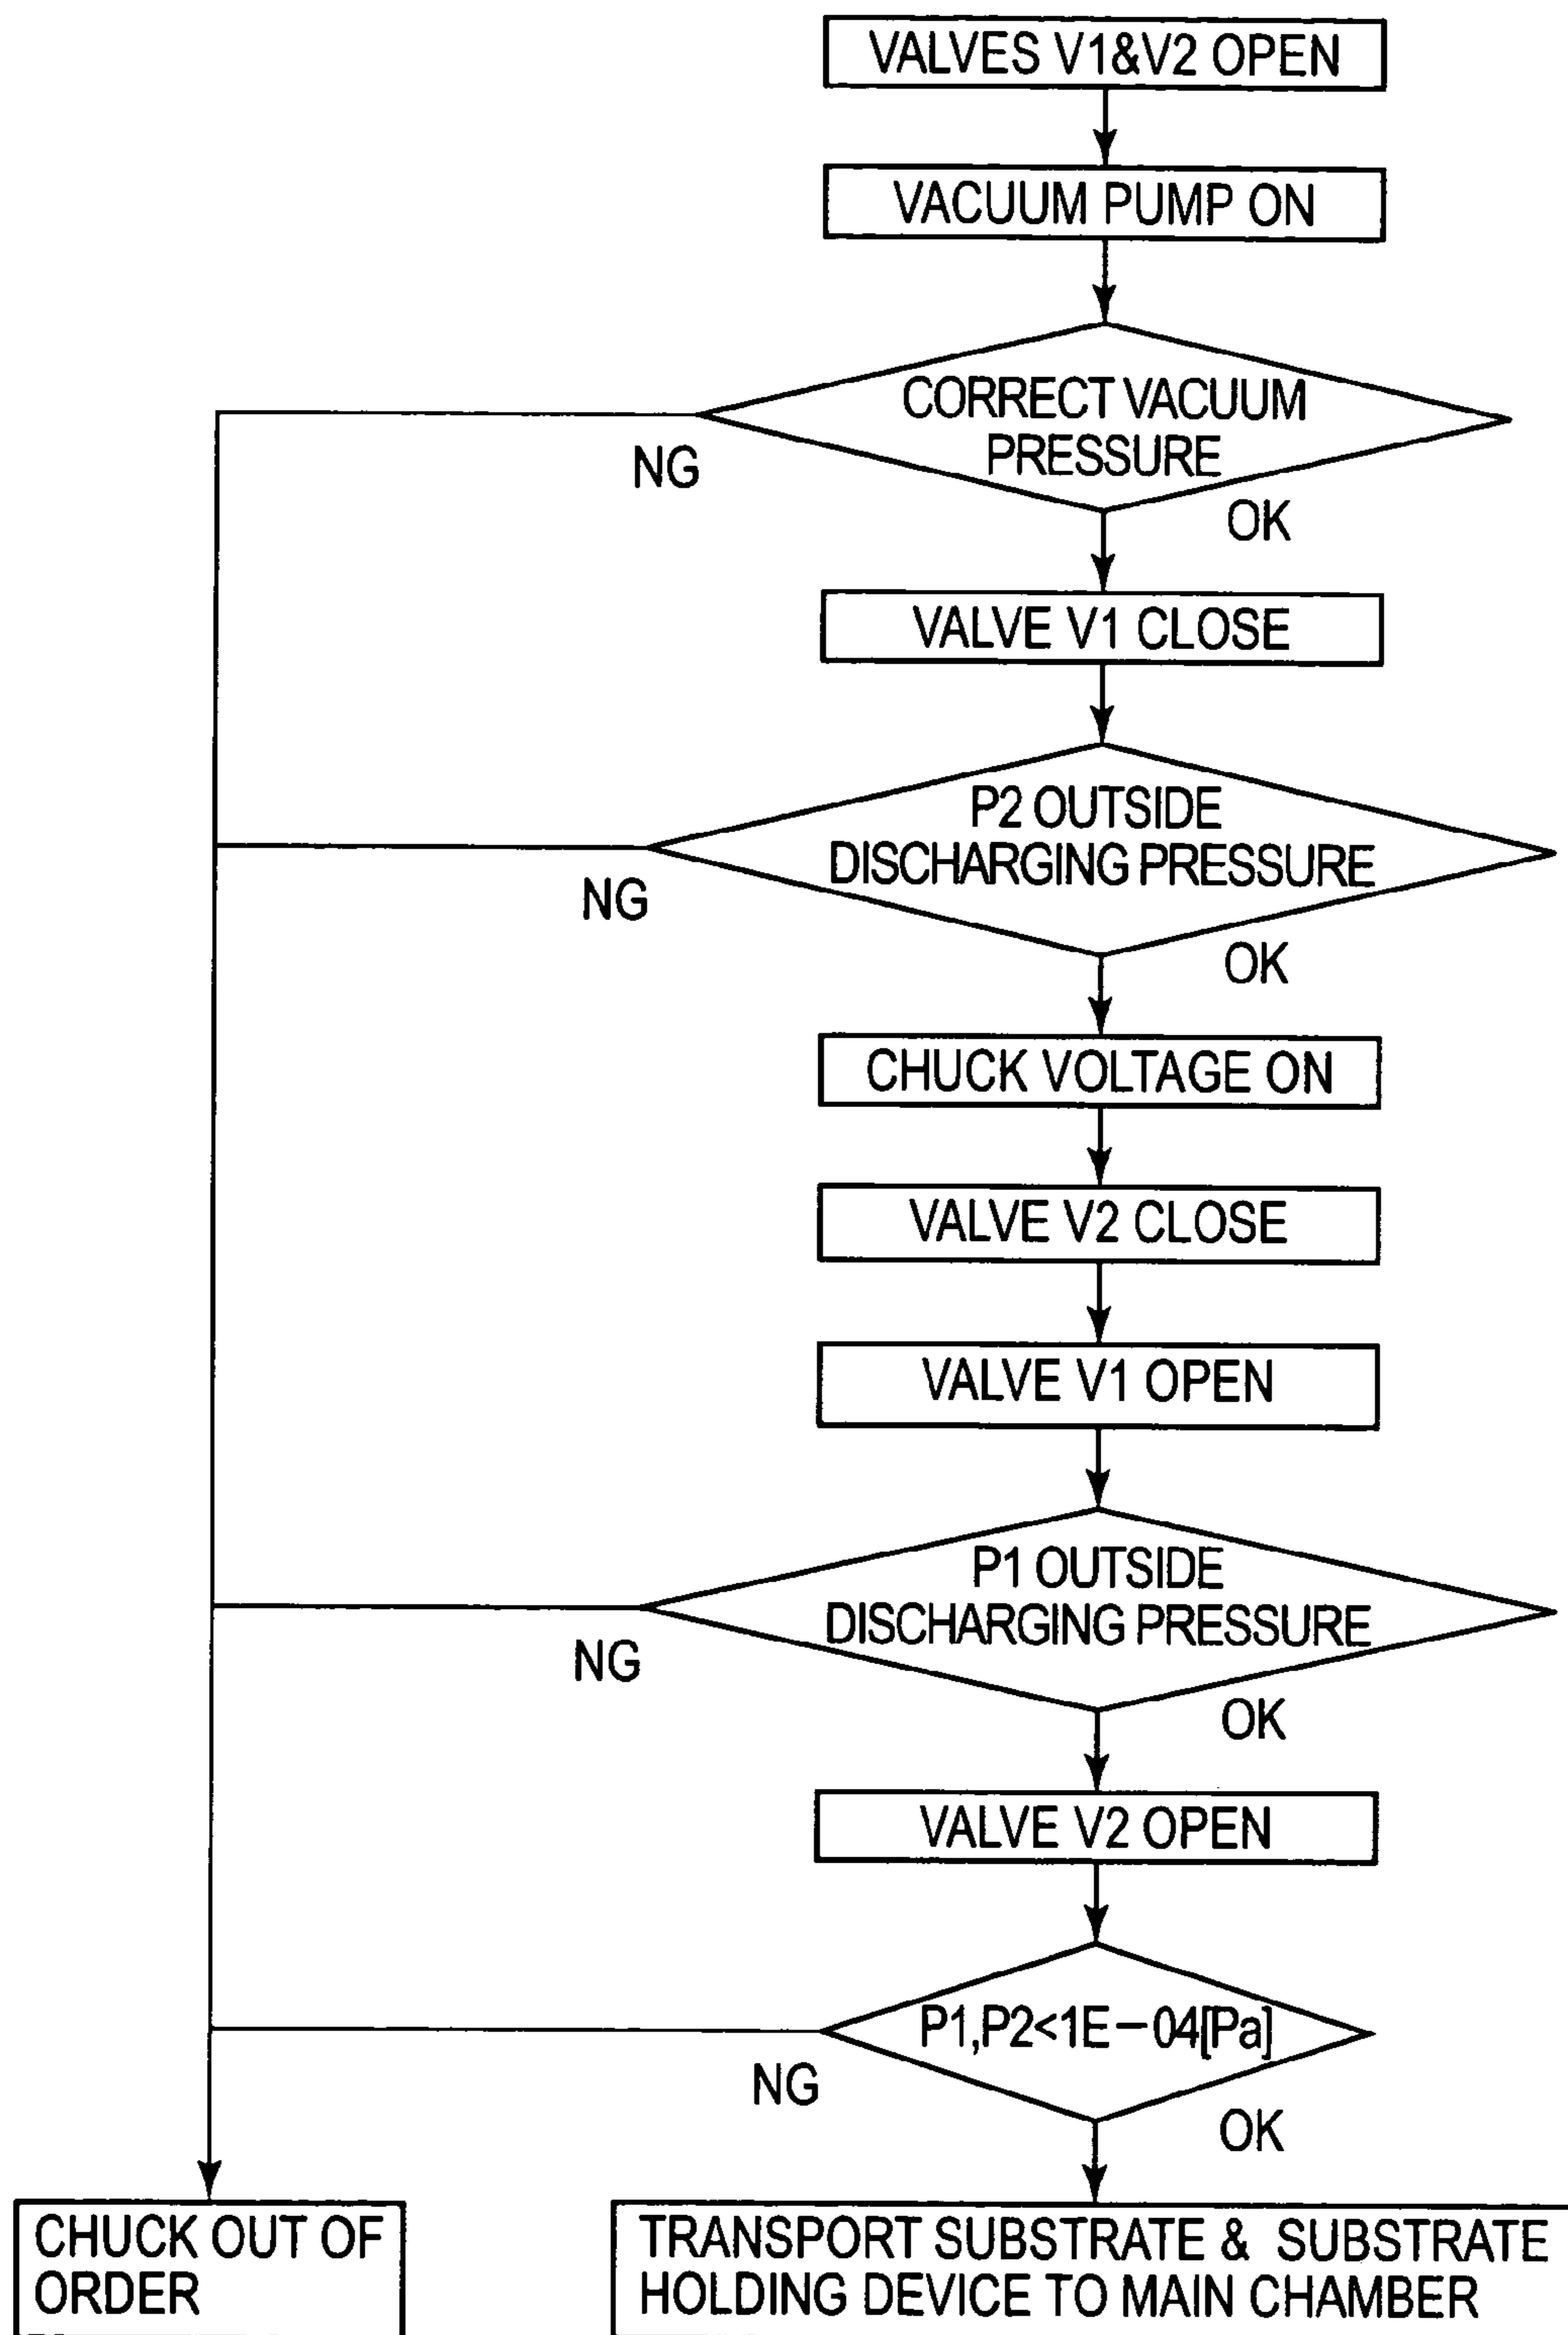 VALVES V1&V2 OPEN
VACUUM PUMP ON
CORRECT VACUUM
PRESSURE
NG
OK
VALVE V1 CLOSE
P2 OUTSIDE
DISCHARGING PRESSURE
NG
OK
CHUCK VOLTAGE ON
VALVE V2 CLOSE
VALVE V1 OPEN
P1 OUTSIDE
DISCHARGING PRESSURE
NG
OK
VALVE V2 OPEN
P1,P2<1E-04[Pa]
NG
OK
CHUCK OUT OF
ORDER
TRANSPORT SUBSTRATE & SUBSTRATE
HOLDING DEVICE TO MAIN CHAMBER